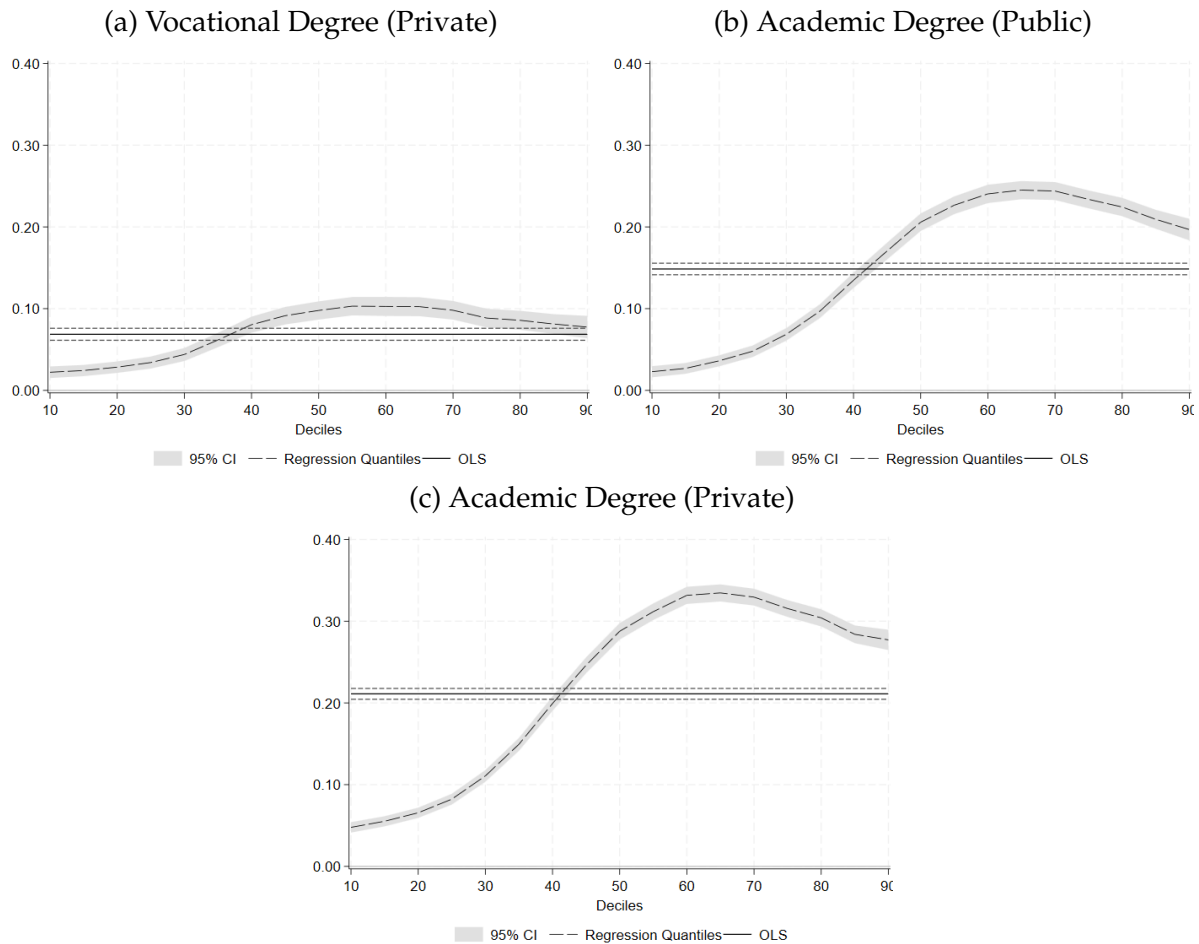 (a) Vocational Degree (Private)
0.40
0.30
0.20
0.10
0.00
10 20 30 40 50 60 70 80 90
Deciles
95% CI Regression Quantiles OLS
(b) Academic Degree (Public)
0.40
0.30
0.20
0.10
0.00
10 20 30 40 50 60 70 80 90
Deciles
95% CI Regression Quantiles OLS
(c) Academic Degree (Private)
0.40
0.30
0.20
0.10
0.00
10 20 30 40 50 60 70 80 90
Deciles
95% CI Regression Quantiles OLS